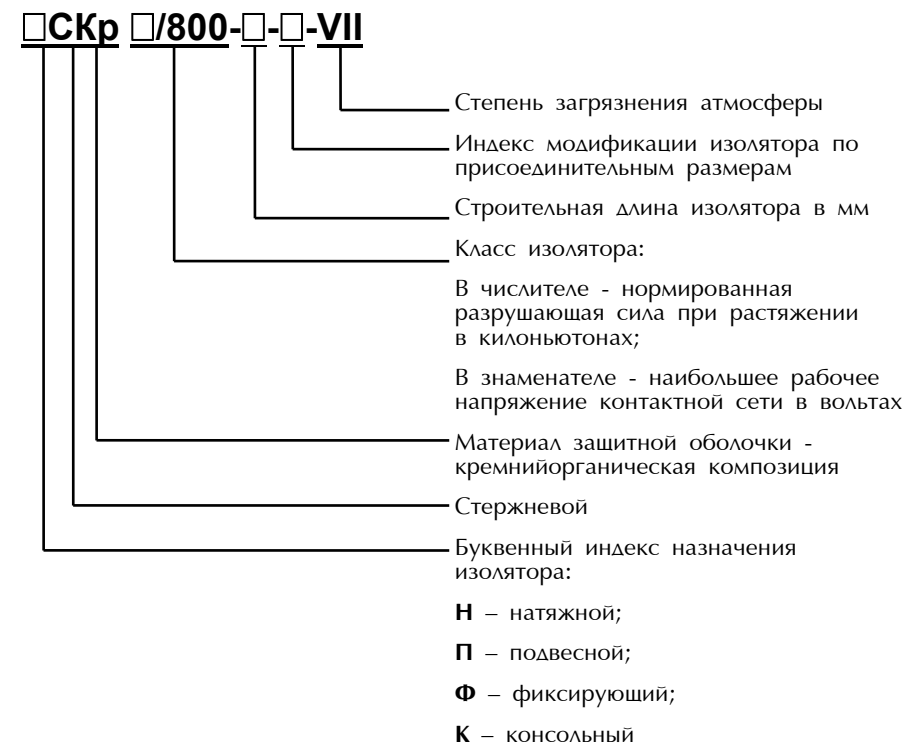 □СКр □/800-□-□-VII
Степень загрязнения атмосферы
Индекс модификации изолятора по
присоединительным размерам
Строительная длина изолятора в мм
Класс изолятора:
В числителе - нормированная
разрушающая сила при растяжении
в килоньютонах;
В знаменателе - наибольшее рабочее
напряжение контактной сети в вольтах
Материал защитной оболочки -
кремнийорганическая композиция
Стержневой
Буквенный индекс назначения
изолятора:
Н – натяжной;
П – подвесной;
Ф – фиксирующий;
К – консольный